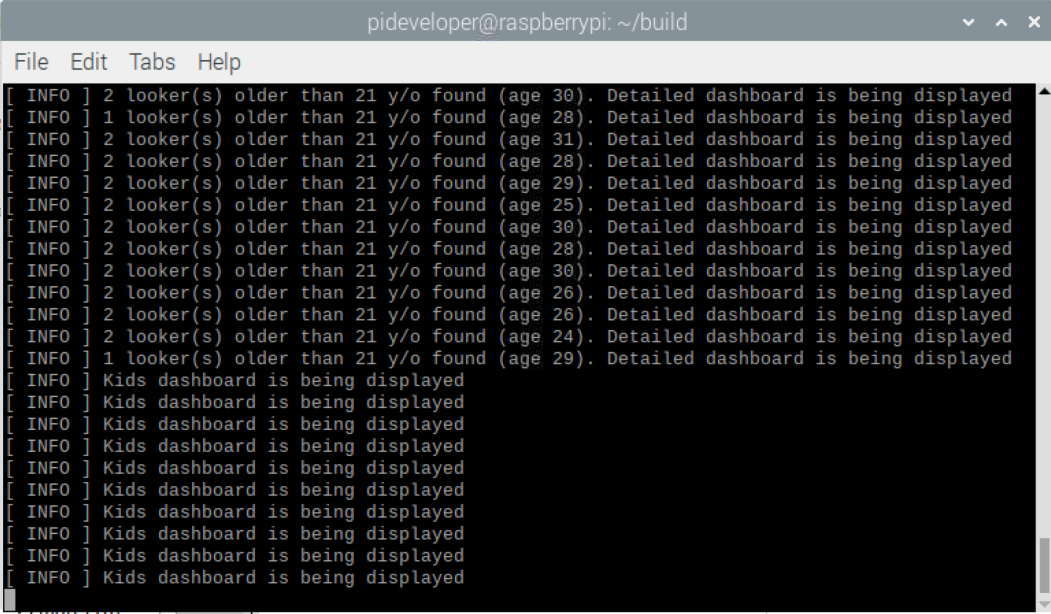 pideveloper@raspberrypi: ~/build
File Edit Tabs Help
[ INFO ] 2 looker(s) older than 21 y/o found (age 30). Detailed dashboard is being displayed
[ INFO ] 1 looker(s) older than 21 y/o found (age 28). Detailed dashboard is being displayed
[ INFO ] 2 looker(s) older than 21 y/o found (age 31). Detailed dashboard is being displayed
[ INFO ] 2 looker(s) older than 21 y/o found (age 28). Detailed dashboard is being displayed
[ INFO ] 2 looker(s) older than 21 y/o found (age 29). Detailed dashboard is being displayed
[ INFO ] 2 looker(s) older than 21 y/o found (age 25). Detailed dashboard is being displayed
[ INFO ] 2 looker(s) older than 21 y/o found (age 30). Detailed dashboard is being displayed
[ INFO ] 2 looker(s) older than 21 y/o found (age 28). Detailed dashboard is being displayed
[ INFO ] 2 looker(s) older than 21 y/o found (age 30). Detailed dashboard is being displayed
[ INFO ] 2 looker(s) older than 21 y/o found (age 26). Detailed dashboard is being displayed
[ INFO ] 2 looker(s) older than 21 y/o found (age 26). Detailed dashboard is being displayed
[ INFO ] 2 looker(s) older than 21 y/o found (age 24). Detailed dashboard is being displayed
[ INFO ] 1 looker(s) older than 21 y/o found (age 29). Detailed dashboard is being displayed
[ INFO ] Kids dashboard is being displayed
[ INFO ] Kids dashboard is being displayed
[ INFO ] Kids dashboard is being displayed
[ INFO ] Kids dashboard is being displayed
[ INFO ] Kids dashboard is being displayed
[ INFO ] Kids dashboard is being displayed
[ INFO ] Kids dashboard is being displayed
[ INFO ] Kids dashboard is being displayed
[ INFO ] Kids dashboard is being displayed
[ INFO ] Kids dashboard is being displayed